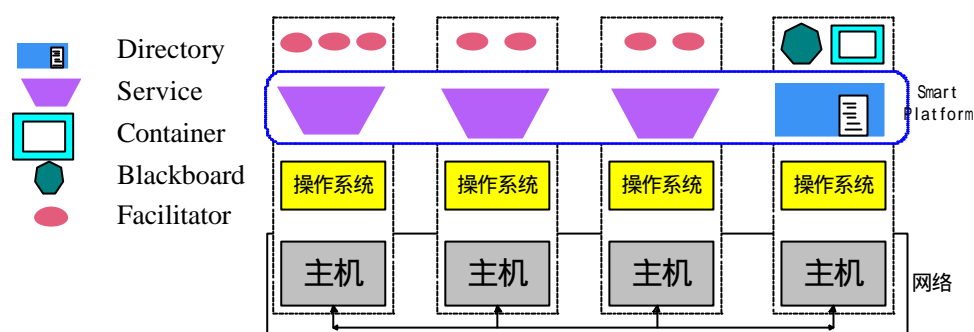 Directory
Service
Container
Blackboard
Facilitator
Smart
Platform
操作系统 操作系统 操作系统 操作系统
主机 主机 主机 主机
网络